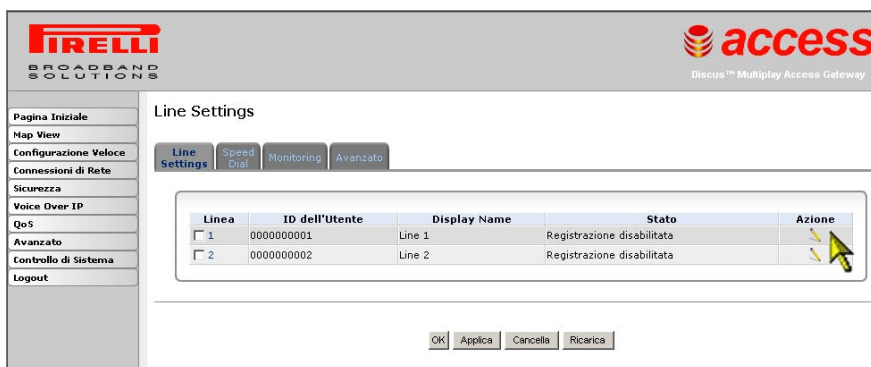 PIRELLI
BROADBAND
SOLUTIONS
access
Discus™ Multiplay Access Gateway
Pagina Iniziale
Map View
Configurazione Veloce
Connessioni di Rete
Sicurezza
Voice Over IP
QoS
Avanzato
Controllo di Sistema
Logout
Line Settings
Line Settings
Speed Dial
Monitoring
Avanzato
Linea ID dell'Utente Display Name Stato Azione
1 0000000001 Line 1 Registrazione disabilitata
2 0000000002 Line 2 Registrazione disabilitata
OK Applica Cancella Ricarica